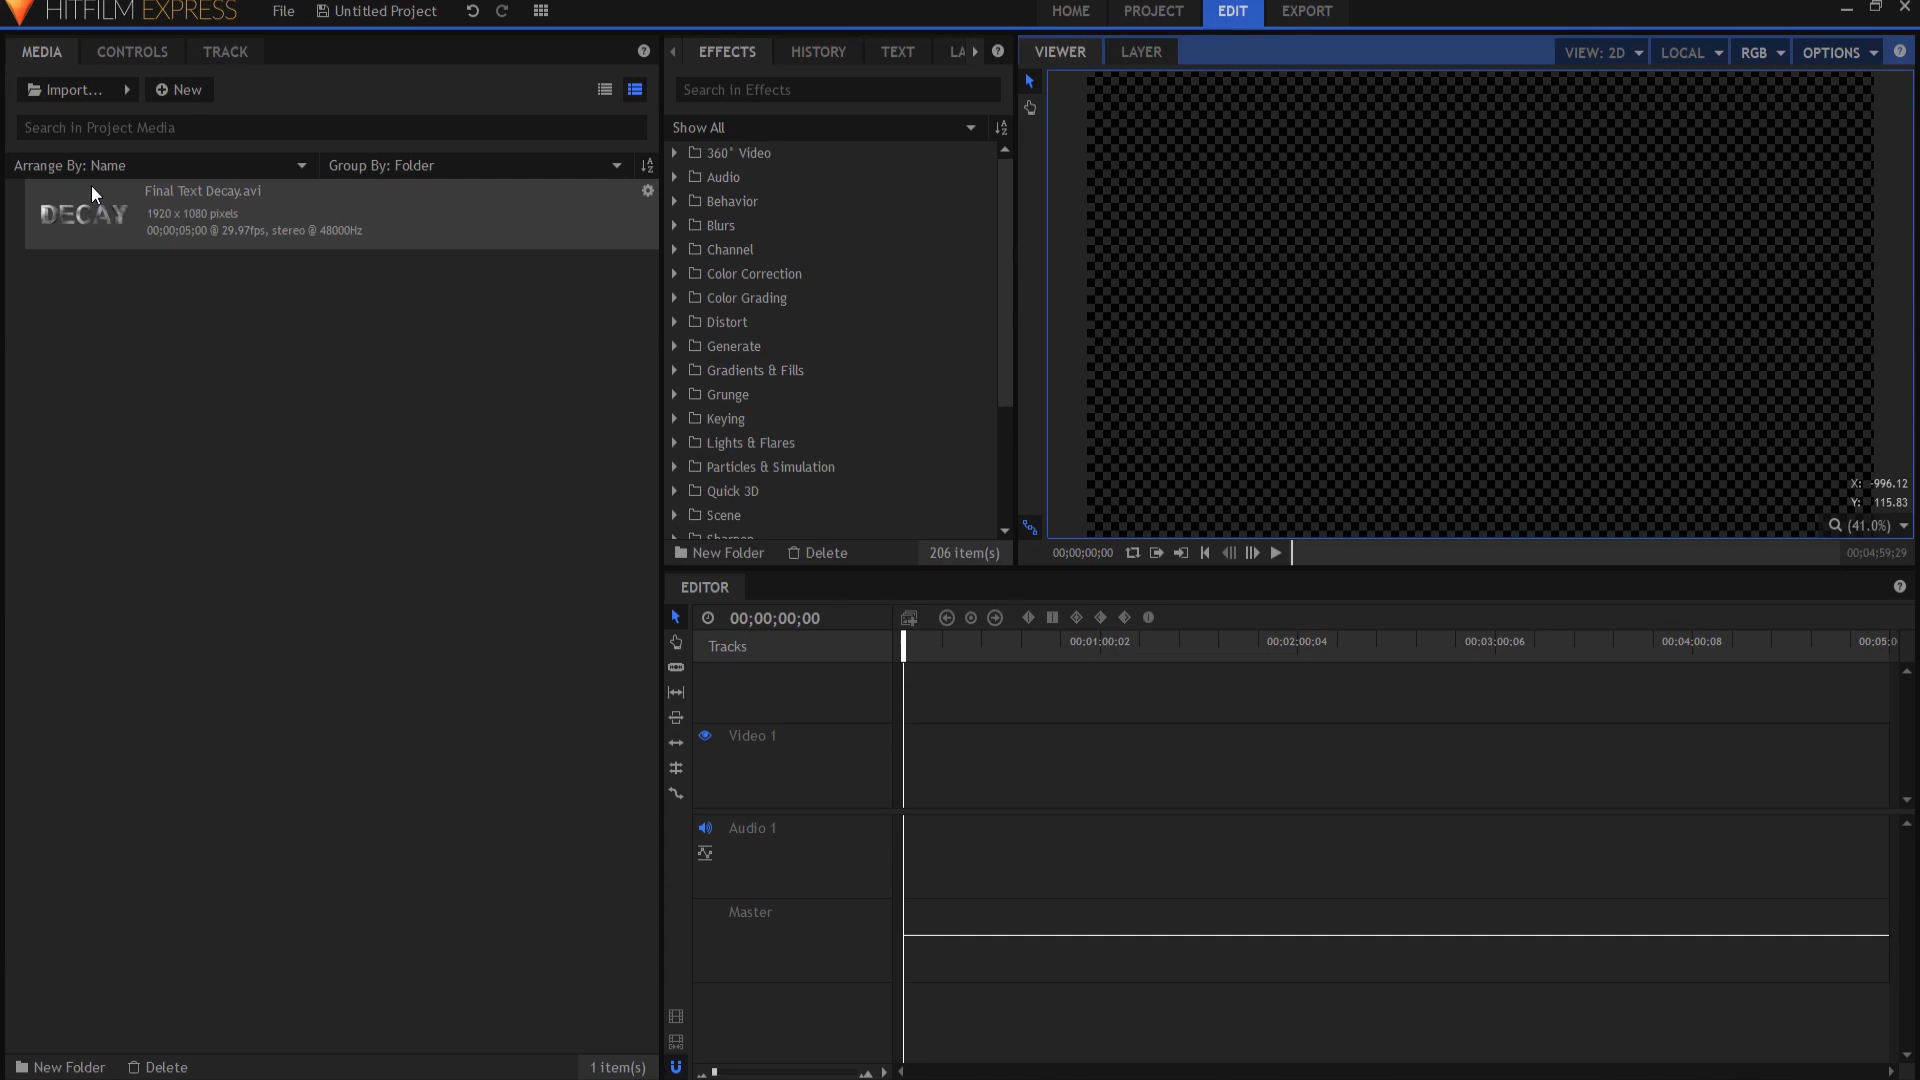 HITFILM EXPRESS
File
Untitled Project
HOME
PROJECT
EDIT
EXPORT
MEDIA
CONTROLS
TRACK
Import...
New
Search in Project Media
Arrange By: Name
Group By: Folder
DECAY
Final Text Decay.avi
1920 x 1080 pixels
00;00;05;00 @ 29.97fps, stereo @ 48000Hz
New Folder
Delete
1 item(s)
EFFECTS
HISTORY
TEXT
LA
Search in Effects
Show All
360° Video
Audio
Behavior
Blurs
Channel
Color Correction
Color Grading
Distort
Generate
Gradients & Fills
Grunge
Keying
Lights & Flares
Particles & Simulation
Quick 3D
Scene
Sharpen
New Folder
Delete
206 item(s)
VIEWER
LAYER
VIEW: 2D
LOCAL
RGB
OPTIONS
X: -996.12
Y: 115.83
(41.0%)
00;00;00;00
00;04;59;29
EDITOR
00;00;00;00
Tracks
00;01;00;02
00;02;00;04
00;03;00;06
00;04;00;08
00;05;0
Video 1
Audio 1
Master